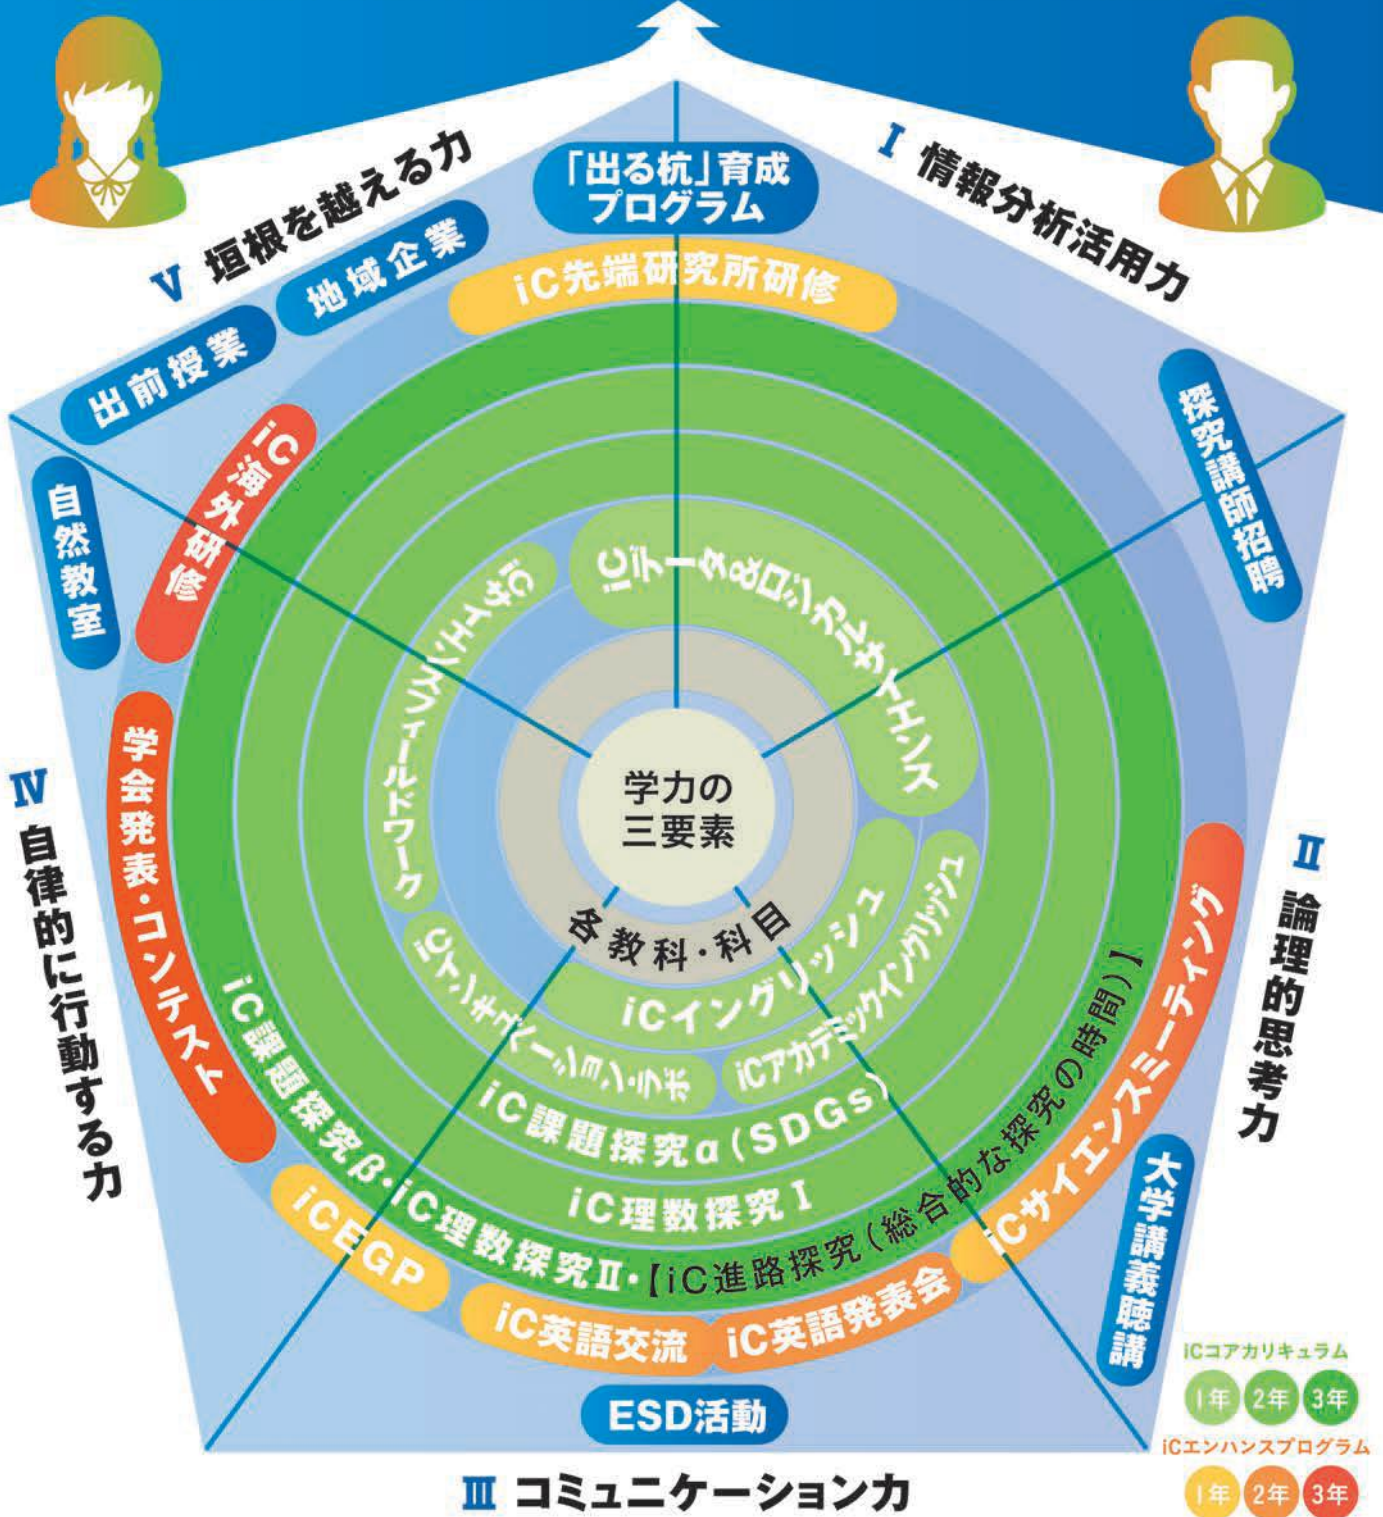 「出る杭」育成
プログラム
I 情報分析活用力
V 垣根を越える力
地域企業
出前授業
iC先端研究所研修
探究講師招聘
iC海外研修
自然教室
iCデータ&ロジカルサイエンス
iCサイエンスフィールドワーク
学力の
三要素
各教科・科目
学会発表・コンテスト
IV 自律的に行動する力
II 論理的思考力
iCイングリッシュ
iCアカデミックイングリッシュ
iCインキュベーション・ラボ
iC課題探究α(SDGs)
iC理数探究I
iC課題探究β・iC理数探究II・【iC進路探究(総合的な探究の時間)】
iCサイエンスミーティング
iCEGP
iC英語交流
iC英語発表会
大学講義聴講
ESD活動
III コミュニケーション力
iCコアカリキュラム
1年 2年 3年
iCエンハンスプログラム
1年 2年 3年